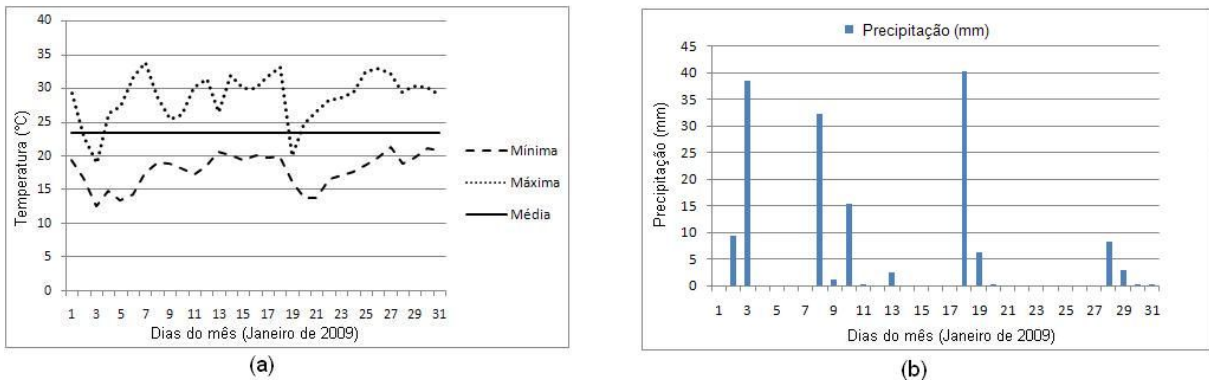 40
35
30
25
20
15
10
5
0
Temperatura (°C)
1 3 5 7 9 11 13 15 17 19 21 23 25 27 29 31
Dias do mês (Janeiro de 2009)
Mínima
Máxima
Média
(a)
Precipitação (mm)
45
40
35
30
25
20
15
10
5
0
Precipitação (mm)
1 3 5 7 9 11 13 15 17 19 21 23 25 27 29 31
Dias do mês (Janeiro de 2009)
(b)